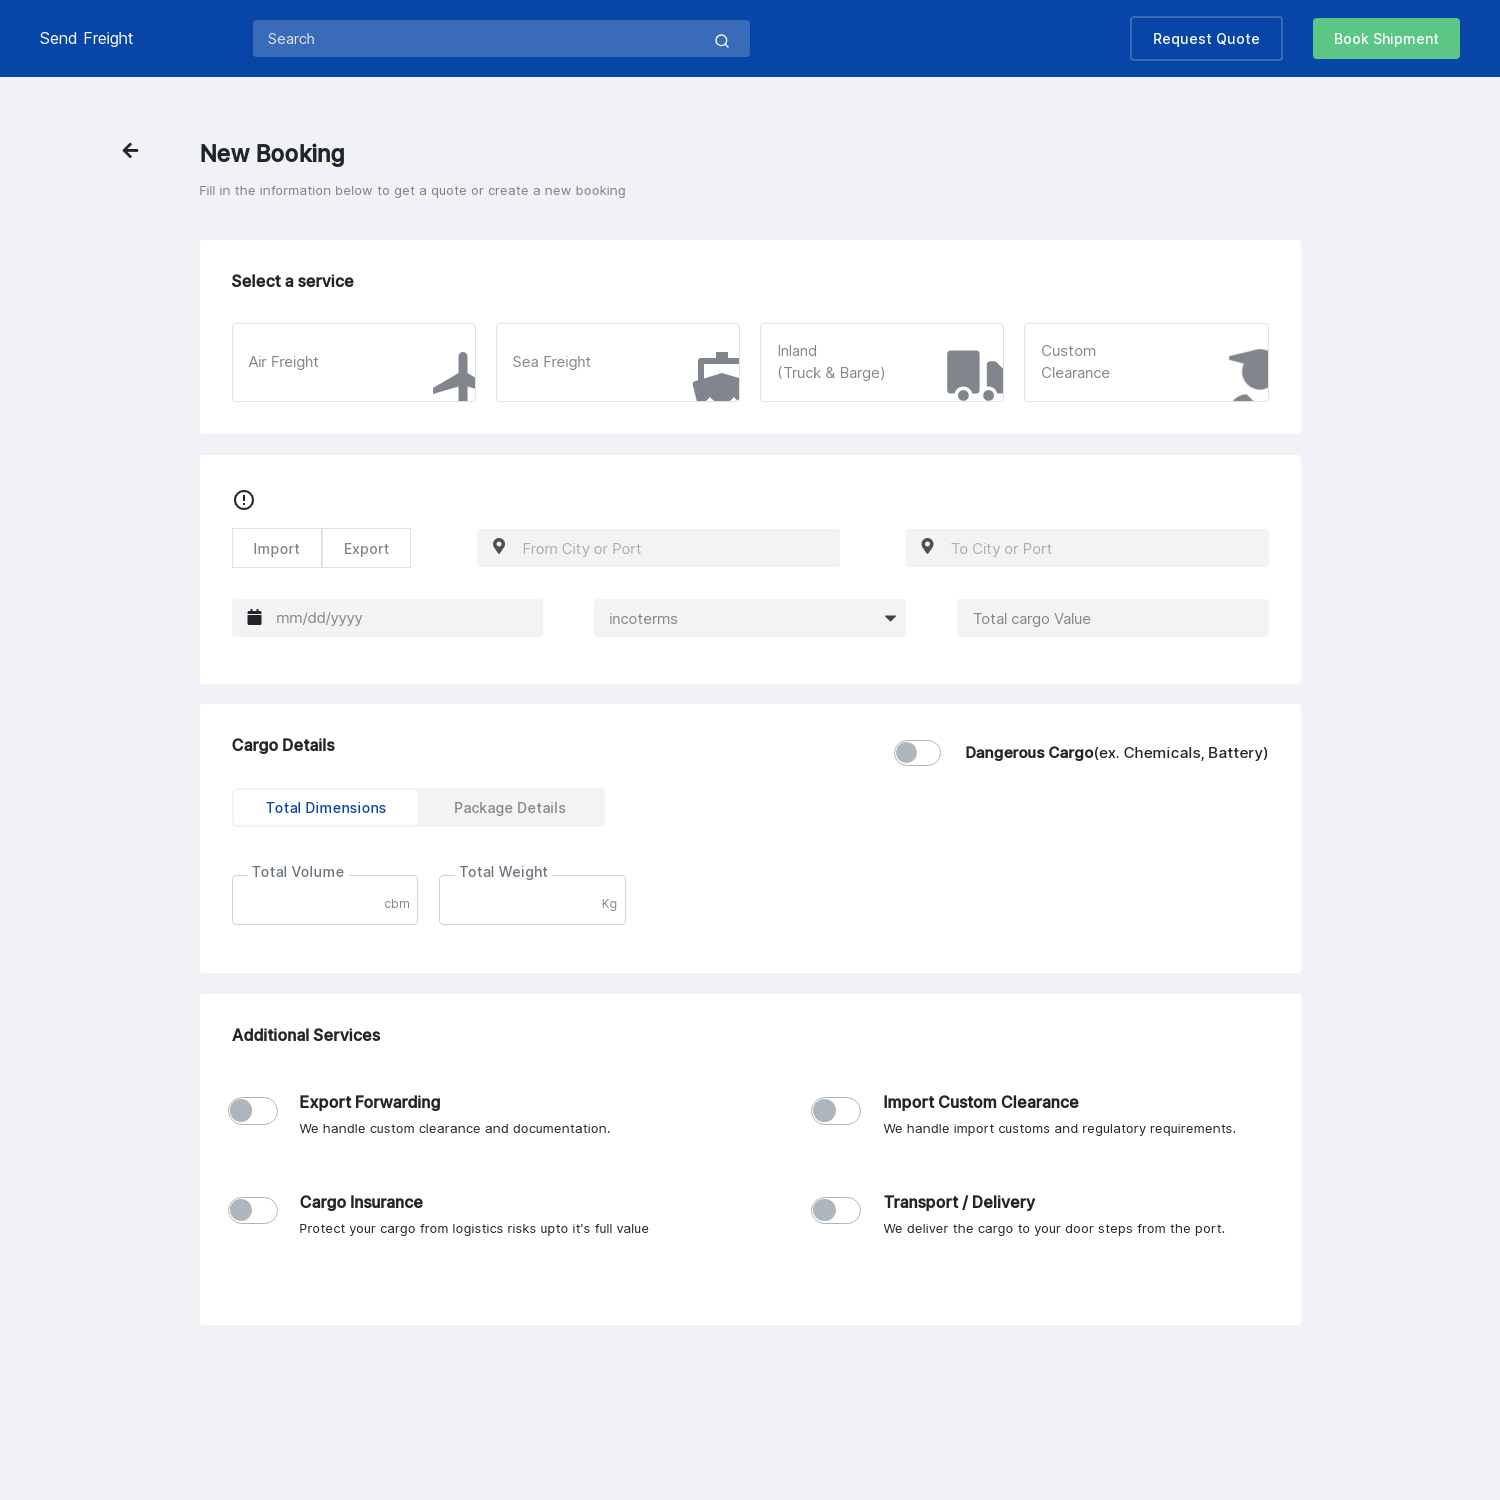 Send Freight
Search
Request Quote
Book Shipment
New Booking
Fill in the information below to get a quote or create a new booking
Select a service
Air Freight
Sea Freight
Inland
(Truck & Barge)
Custom
Clearance
Import
Export
From City or Port
To City or Port
mm/dd/yyyy
incoterms
Total cargo Value
Cargo Details
Dangerous Cargo(ex. Chemicals, Battery)
Total Dimensions
Package Details
Total Volume
cbm
Total Weight
Kg
Additional Services
Export Forwarding
We handle custom clearance and documentation.
Import Custom Clearance
We handle import customs and regulatory requirements.
Cargo Insurance
Protect your cargo from logistics risks upto it's full value
Transport / Delivery
We deliver the cargo to your door steps from the port.